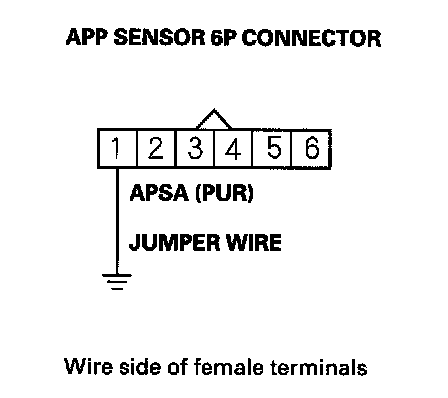 APP SENSOR 6P CONNECTOR
1 2 3 4 5 6
APSA (PUR)
JUMPER WIRE
Wire side of female terminals